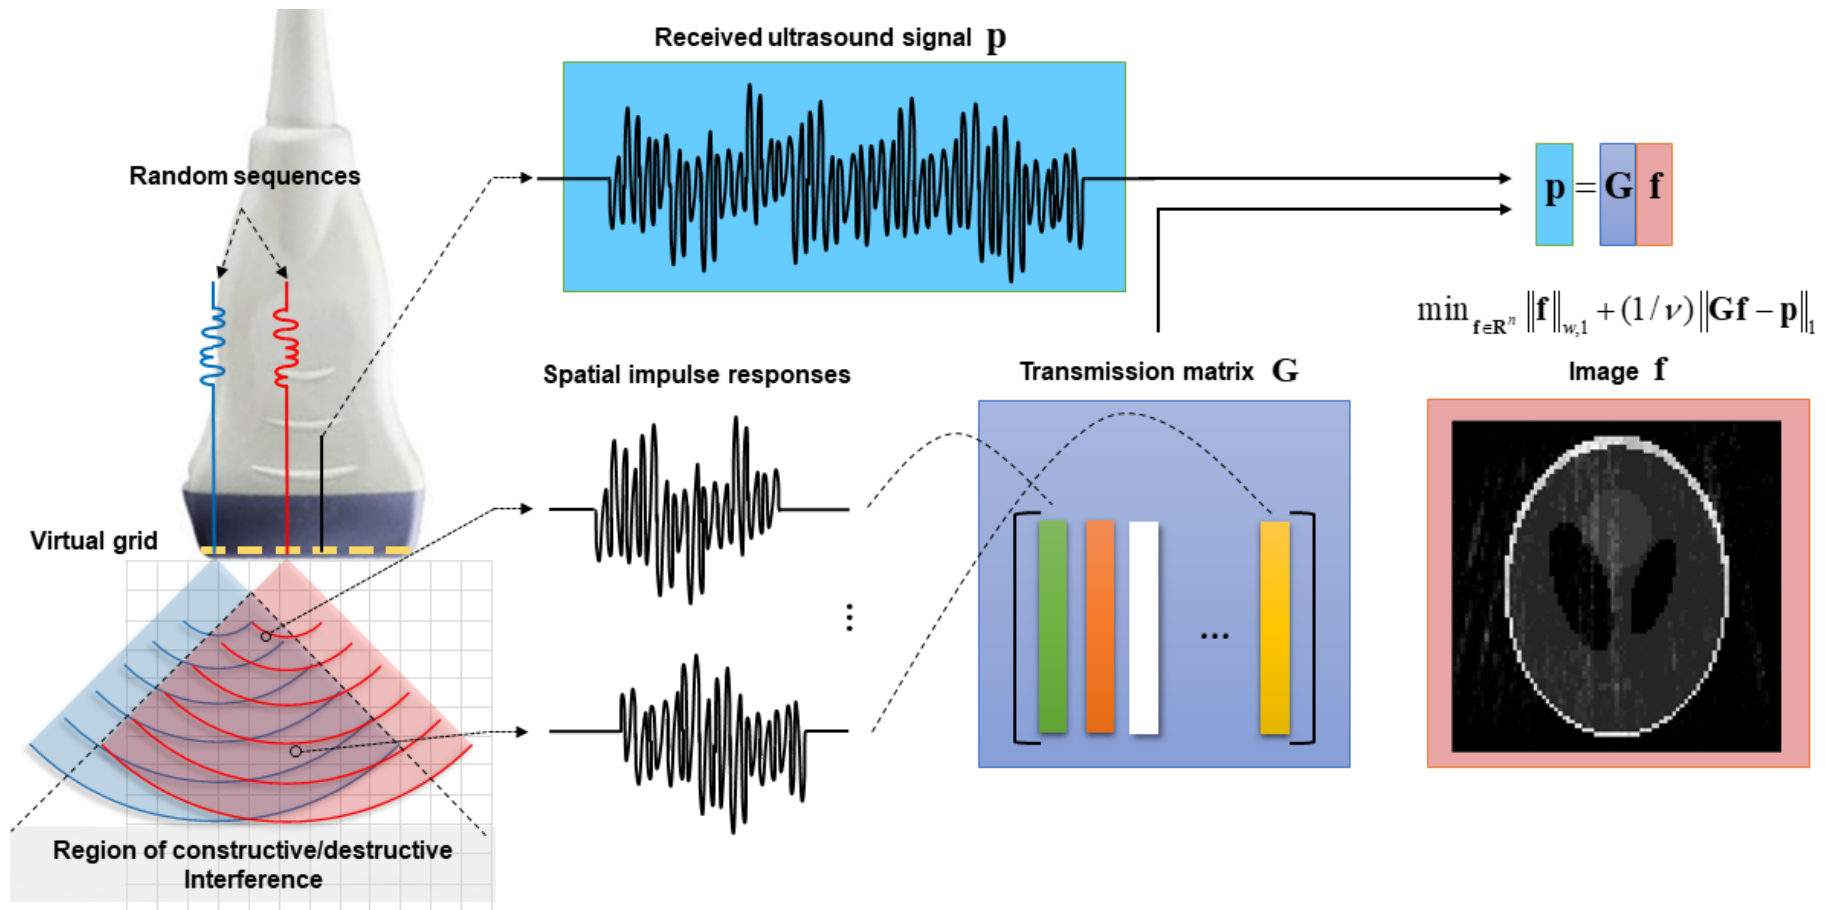 Received ultrasound signal p
Random sequences
p = G f
min f∈Rⁿ ‖f‖w,1 + (1/ν)‖Gf − p‖1
Spatial impulse responses
Transmission matrix G
Image f
Virtual grid
⋮
...
Region of constructive/destructive
Interference